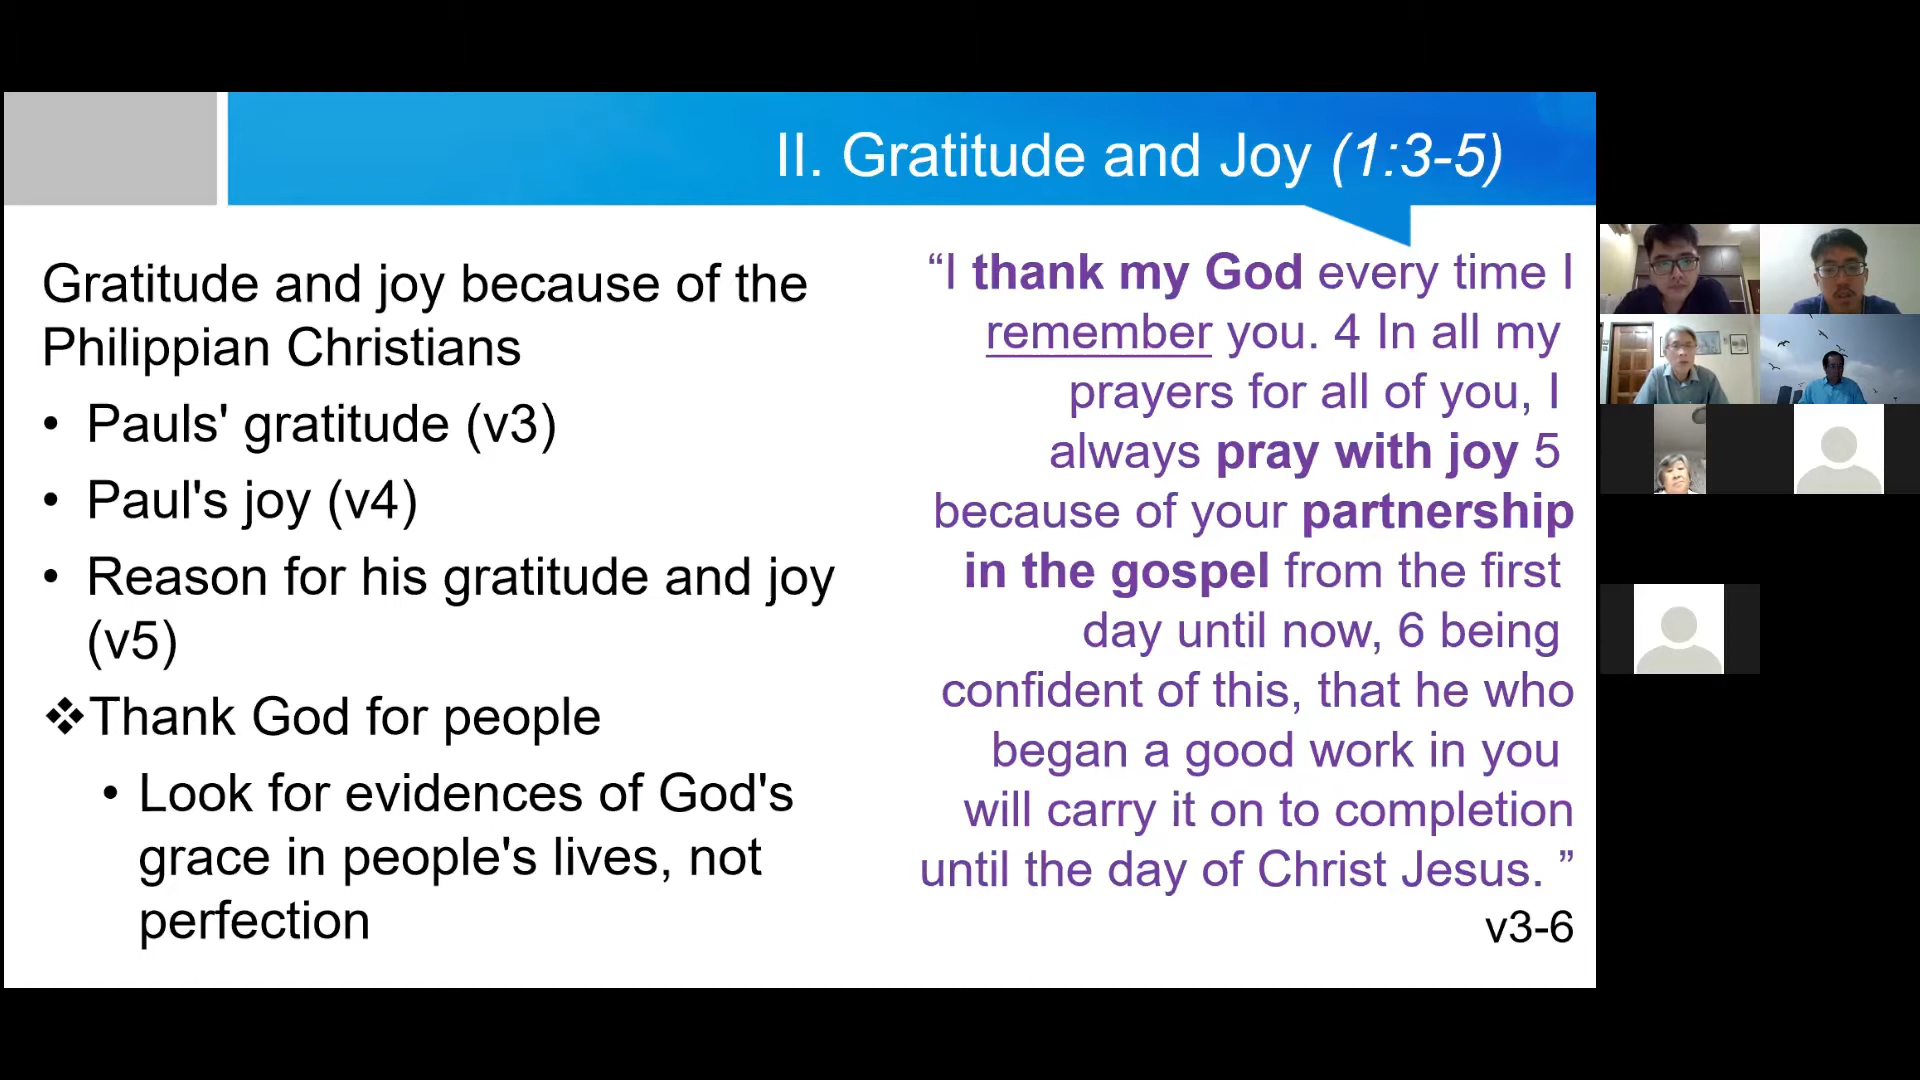 II. Gratitude and Joy (1:3-5)
Gratitude and joy because of the
Philippian Christians
• Pauls' gratitude (v3)
• Paul's joy (v4)
• Reason for his gratitude and joy
(v5)
❖Thank God for people
• Look for evidences of God's
grace in people's lives, not
perfection
“I thank my God every time I
remember you. 4 In all my
prayers for all of you, I
always pray with joy 5
because of your partnership
in the gospel from the first
day until now, 6 being
confident of this, that he who
began a good work in you
will carry it on to completion
until the day of Christ Jesus. ”
v3-6